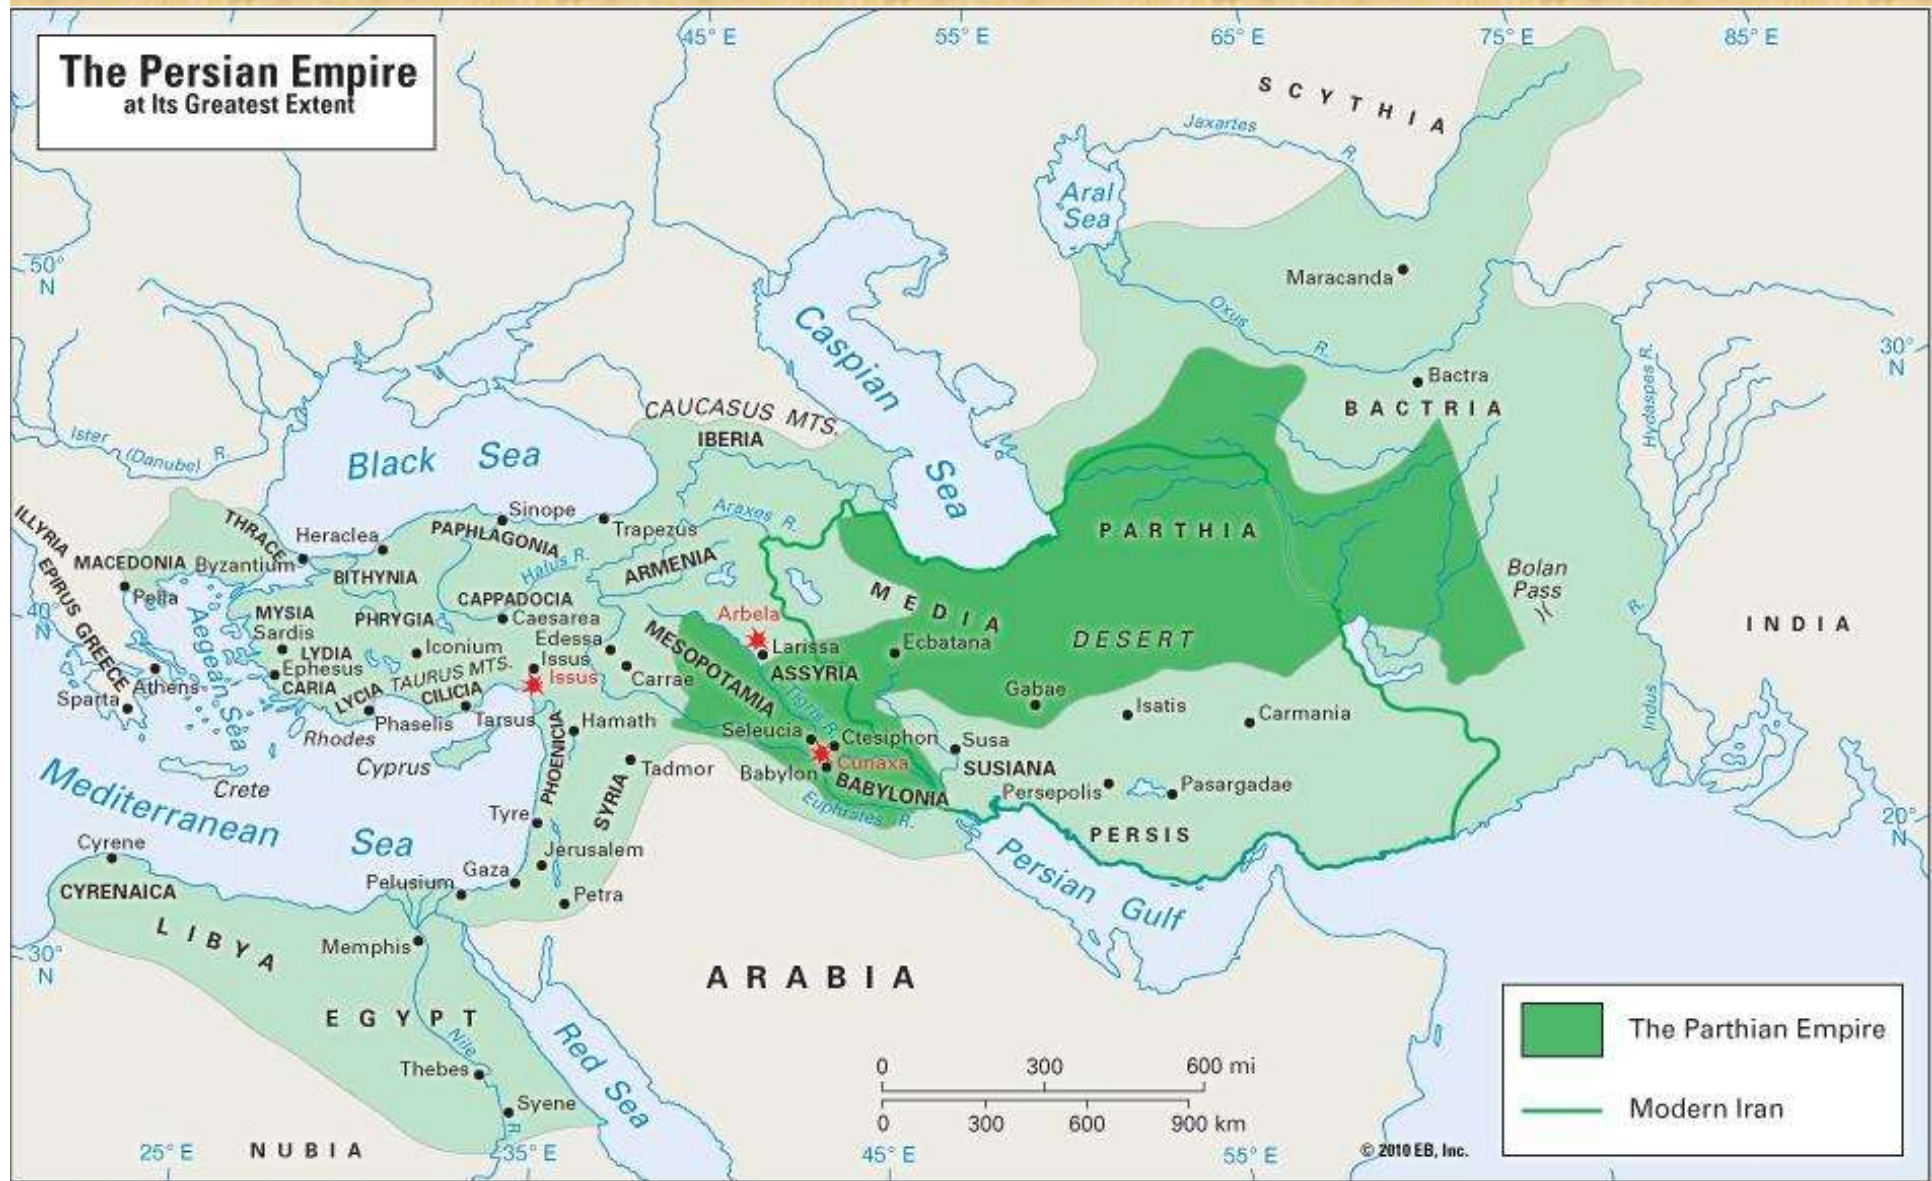 The Persian Empire
at Its Greatest Extent
45° E
55° E
65° E
75° E
85° E
SCYTHIA
Jaxartes
R.
Aral
Sea
Maracanda
50°
N
Oxus
R.
30°
N
Caspian
Sea
Bactra
BACTRIA
Hydaspes R.
CAUCASUS MTS.
IBERIA
Ister
(Danube) R.
Black Sea
ILLYRIA
THRACE
Sinope
Heraclea
PAPHLAGONIA
Trapezus
Araxes R.
PARTHIA
MACEDONIA
Byzantium
BITHYNIA
Halus R.
ARMENIA
Bolan
Pass
EPIRUS
Pella
40°
N
Aegean Sea
MYSIA
PHRYGIA
CAPPADOCIA
Caesarea
Arbela
MEDIA
R.
INDIA
GREECE
Sardis
LYDIA
Iconium
Edessa
MESOPOTAMIA
Larissa
Ecbatana
DESERT
Ephesus
TAURUS MTS.
Issus
Issus
Carrae
ASSYRIA
Sparta
Athens
CARIA
LYCIA
CILICIA
Tigris R.
Gabae
Isatis
Carmania
Indus
Phaselis
Tarsus
Hamath
Seleucia
Ctesiphon
Susa
Rhodes
Cyprus
PHOENICIA
Tadmor
Cunaxa
Babylon
BABYLONIA
SUSIANA
Crete
SYRIA
Euphrates R.
Persepolis
Pasargadae
Mediterranean Sea
Tyre
PERSIS
20°
N
Cyrene
Jerusalem
Persian Gulf
CYRENAICA
Pelusium
Gaza
Petra
LIBYA
Memphis
30°
N
ARABIA
EGYPT
Nile
Red Sea
Thebes
Syene
R.
NUBIA
0 300 600 mi
0 300 600 900 km
The Parthian Empire
Modern Iran
25° E
35° E
45° E
55° E
© 2010 EB, Inc.